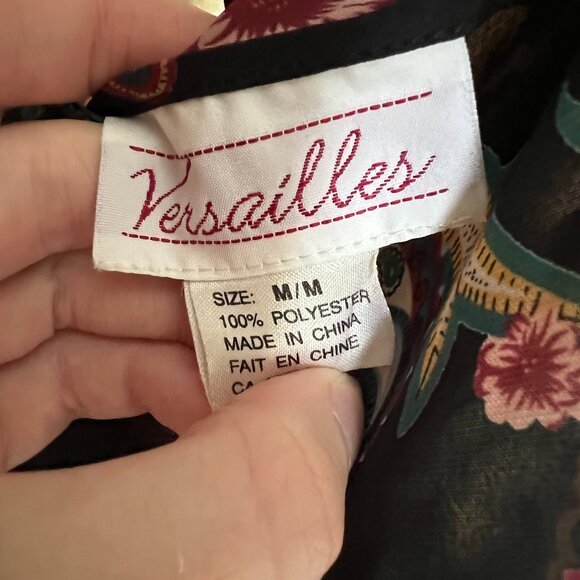 Versailles
SIZE: M/M
100% POLYESTER
MADE IN CHINA
FAIT EN CHINE